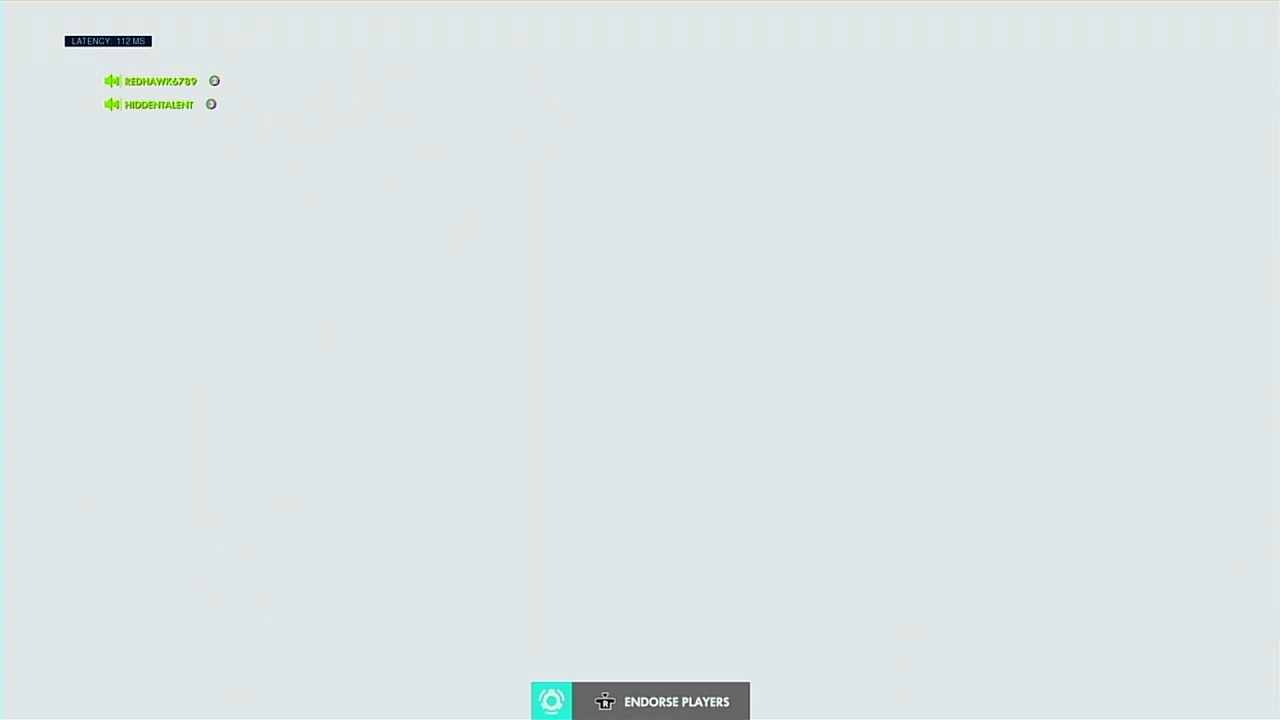 LATENCY: 112 MS
REDHAWK6789
HIDDENTALENT
R ENDORSE PLAYERS